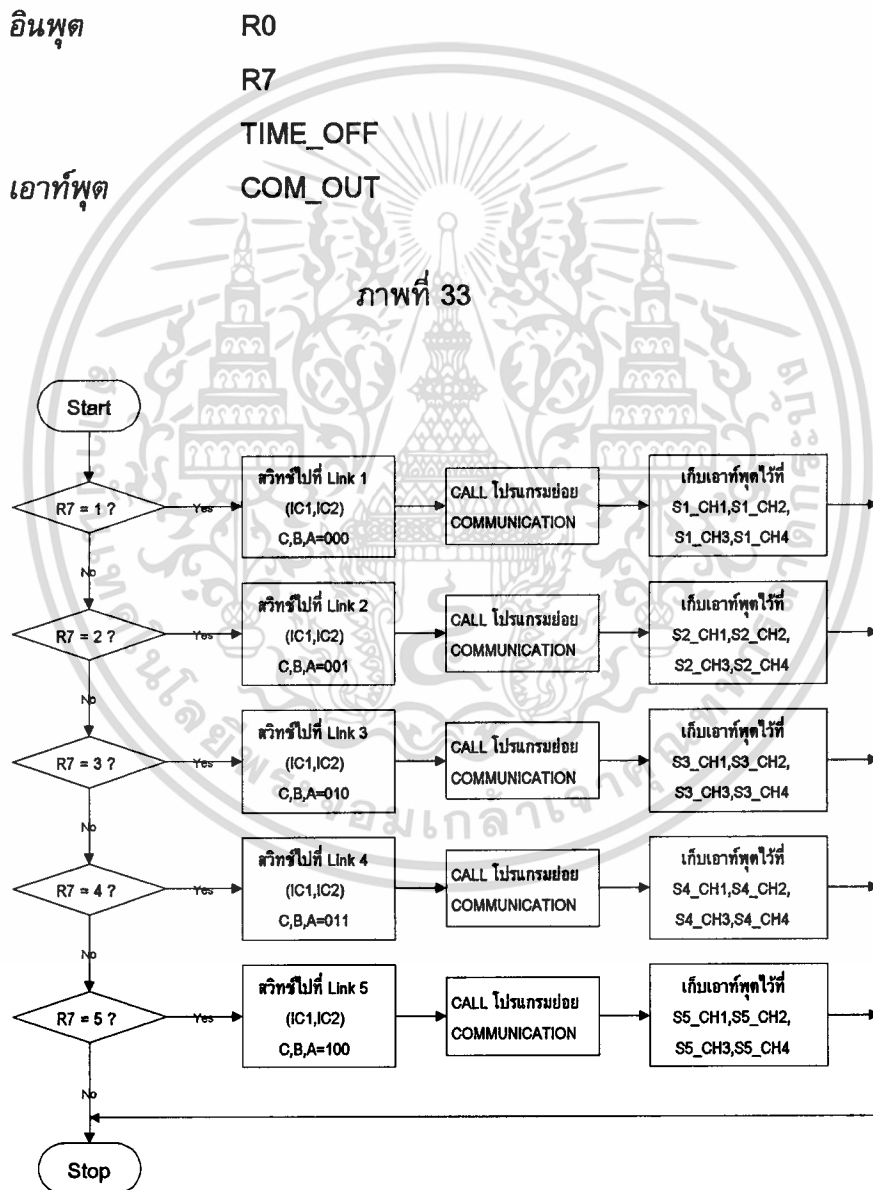 อินพุต R0
R7
TIME_OFF
เอาท์พุต COM_OUT
ภาพที่ 33
Start
R7 = 1 ?
Yes
สวิทช์ไปที่ Link 1
(IC1,IC2)
C,B,A=000
CALL โปรแกรมย่อย
COMMUNICATION
เก็บเอาท์พุตไว้ที่
S1_CH1,S1_CH2,
S1_CH3,S1_CH4
No
R7 = 2 ?
Yes
สวิทช์ไปที่ Link 2
(IC1,IC2)
C,B,A=001
CALL โปรแกรมย่อย
COMMUNICATION
เก็บเอาท์พุตไว้ที่
S2_CH1,S2_CH2,
S2_CH3,S2_CH4
No
R7 = 3 ?
Yes
สวิทช์ไปที่ Link 3
(IC1,IC2)
C,B,A=010
CALL โปรแกรมย่อย
COMMUNICATION
เก็บเอาท์พุตไว้ที่
S3_CH1,S3_CH2,
S3_CH3,S3_CH4
No
R7 = 4 ?
Yes
สวิทช์ไปที่ Link 4
(IC1,IC2)
C,B,A=011
CALL โปรแกรมย่อย
COMMUNICATION
เก็บเอาท์พุตไว้ที่
S4_CH1,S4_CH2,
S4_CH3,S4_CH4
No
R7 = 5 ?
Yes
สวิทช์ไปที่ Link 5
(IC1,IC2)
C,B,A=100
CALL โปรแกรมย่อย
COMMUNICATION
เก็บเอาท์พุตไว้ที่
S5_CH1,S5_CH2,
S5_CH3,S5_CH4
No
Stop